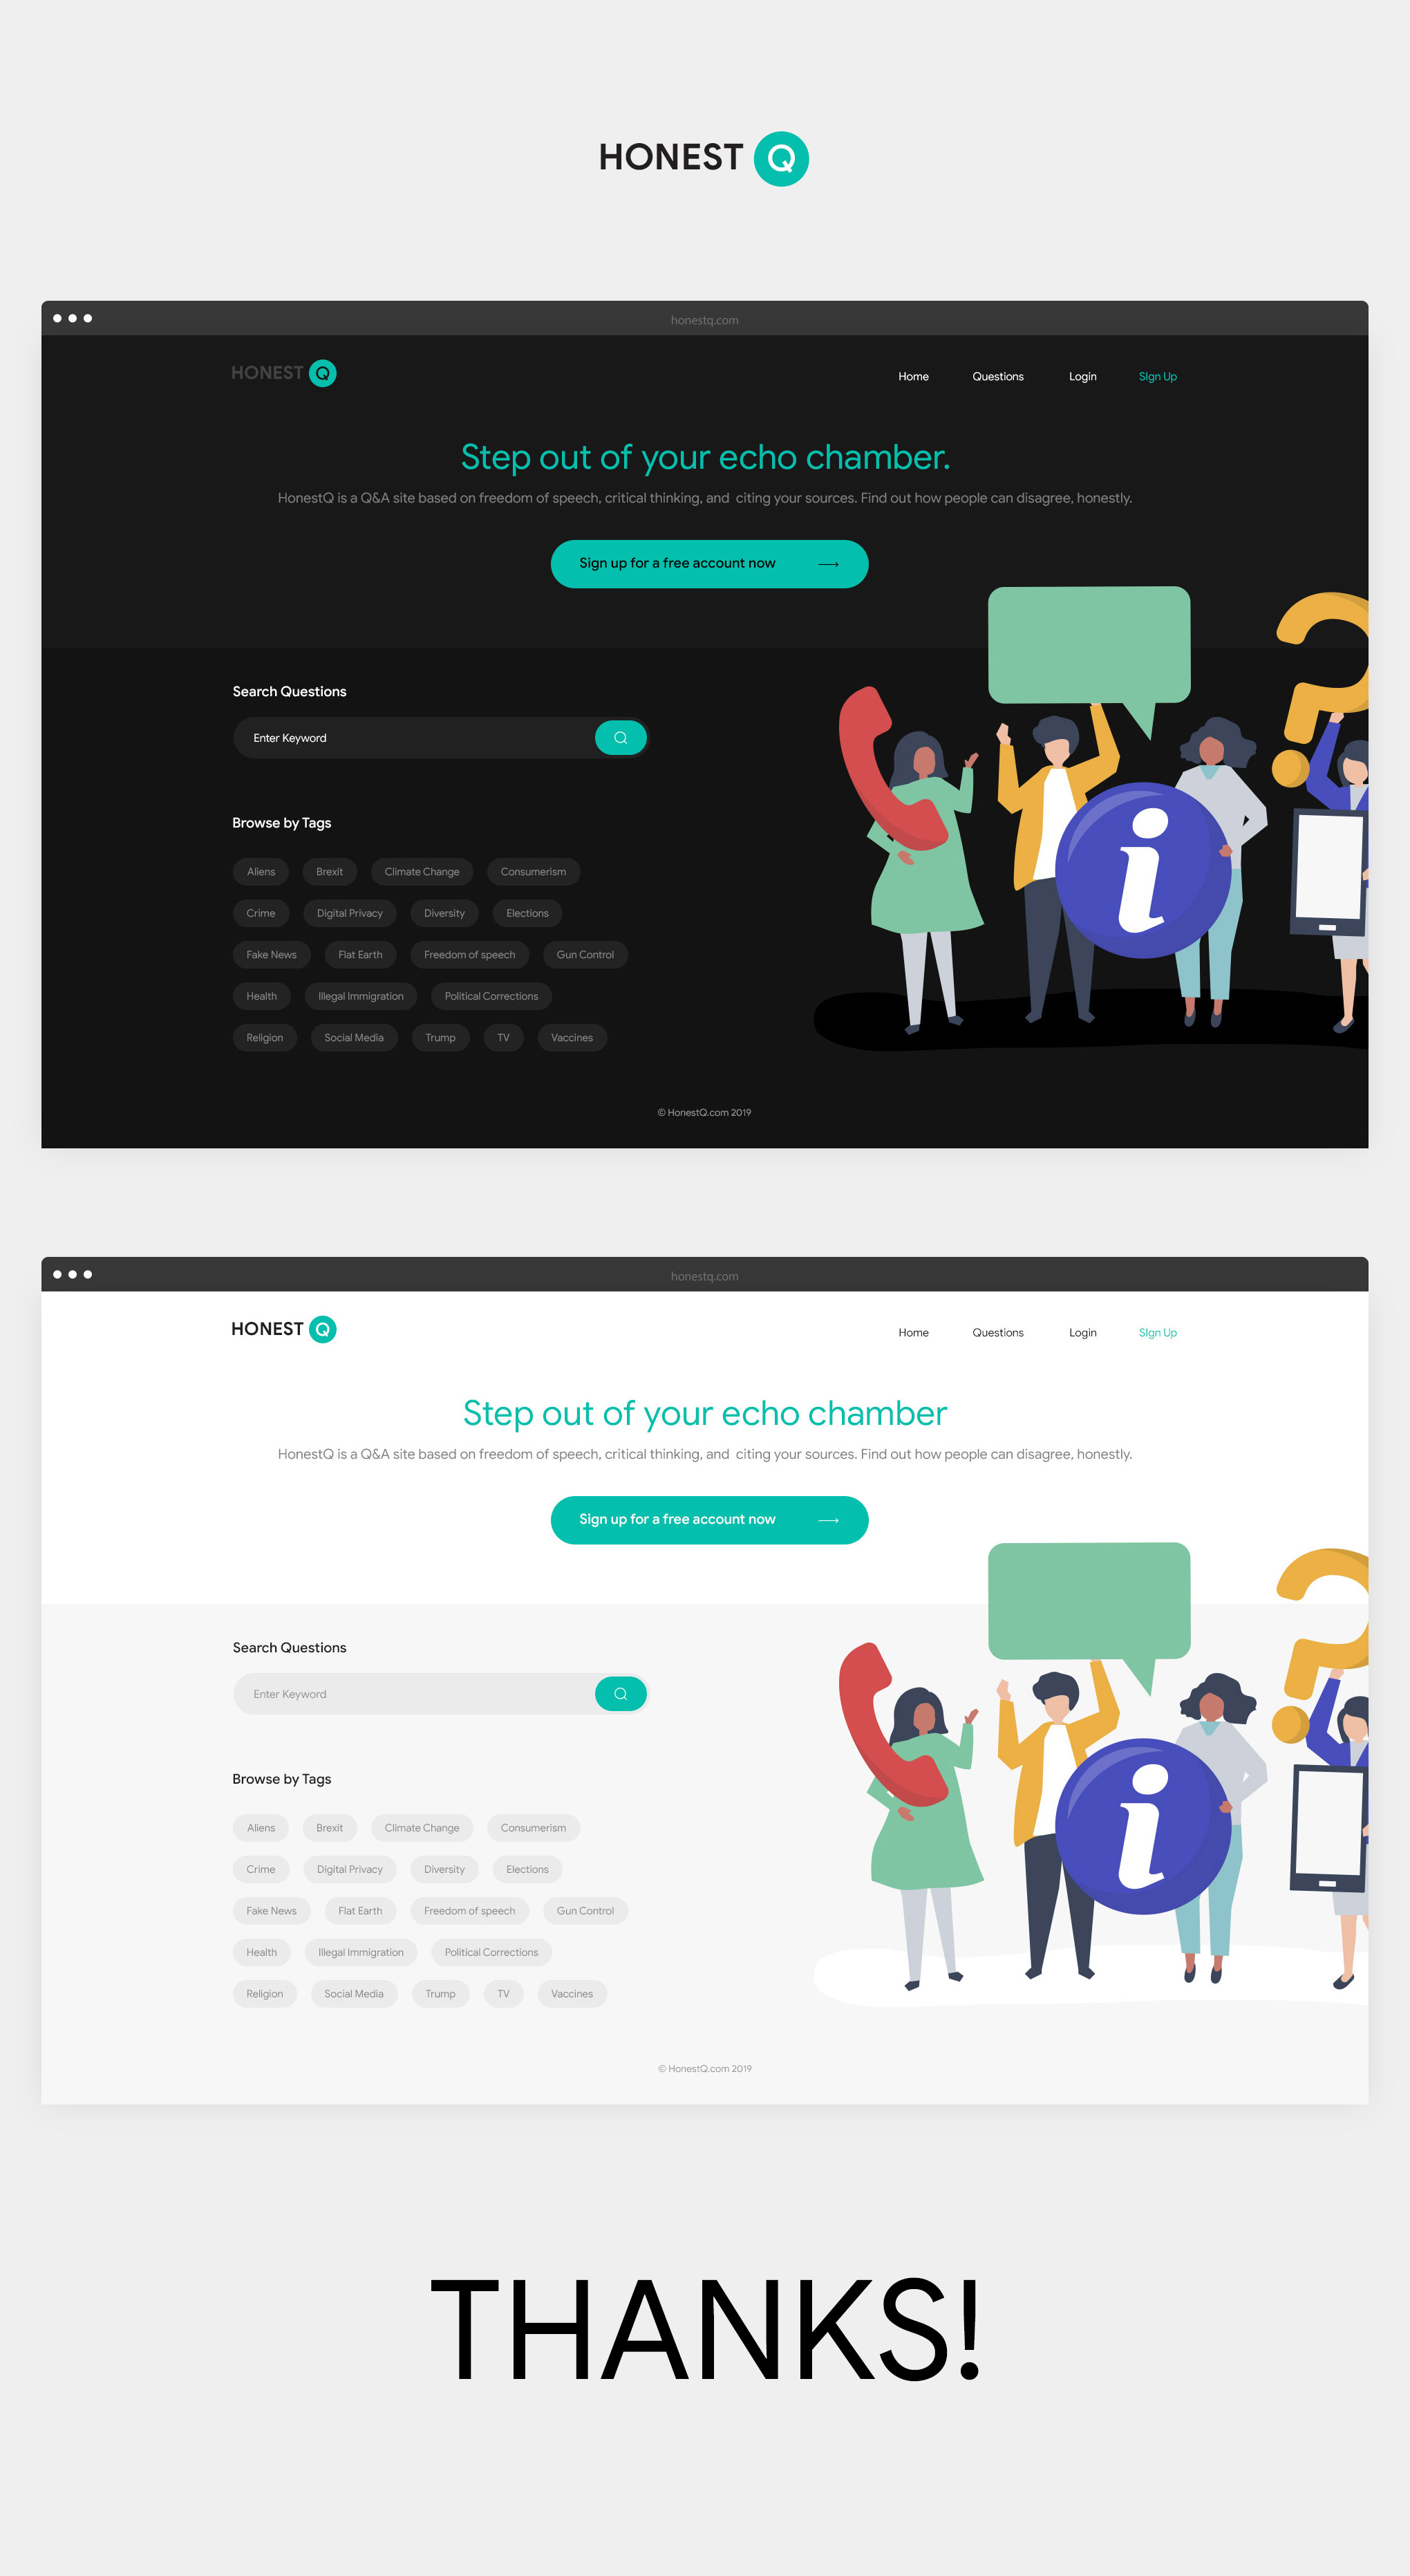 HONEST Q
honestq.com
HONEST Q
Home Questions Login SIgn Up
Step out of your echo chamber.
HonestQ is a Q&A site based on freedom of speech, critical thinking, and citing your sources. Find out how people can disagree, honestly.
Sign up for a free account now
Search Questions
Enter Keyword
Browse by Tags
Aliens Brexit Climate Change Consumerism
Crime Digital Privacy Diversity Elections
Fake News Flat Earth Freedom of speech Gun Control
Health Illegal Immigration Political Corrections
Religion Social Media Trump TV Vaccines
i
?
© HonestQ.com 2019
honestq.com
HONEST Q
Home Questions Login SIgn Up
Step out of your echo chamber
HonestQ is a Q&A site based on freedom of speech, critical thinking, and citing your sources. Find out how people can disagree, honestly.
Sign up for a free account now
Search Questions
Enter Keyword
Browse by Tags
Aliens Brexit Climate Change Consumerism
Crime Digital Privacy Diversity Elections
Fake News Flat Earth Freedom of speech Gun Control
Health Illegal Immigration Political Corrections
Religion Social Media Trump TV Vaccines
i
?
© HonestQ.com 2019
THANKS!